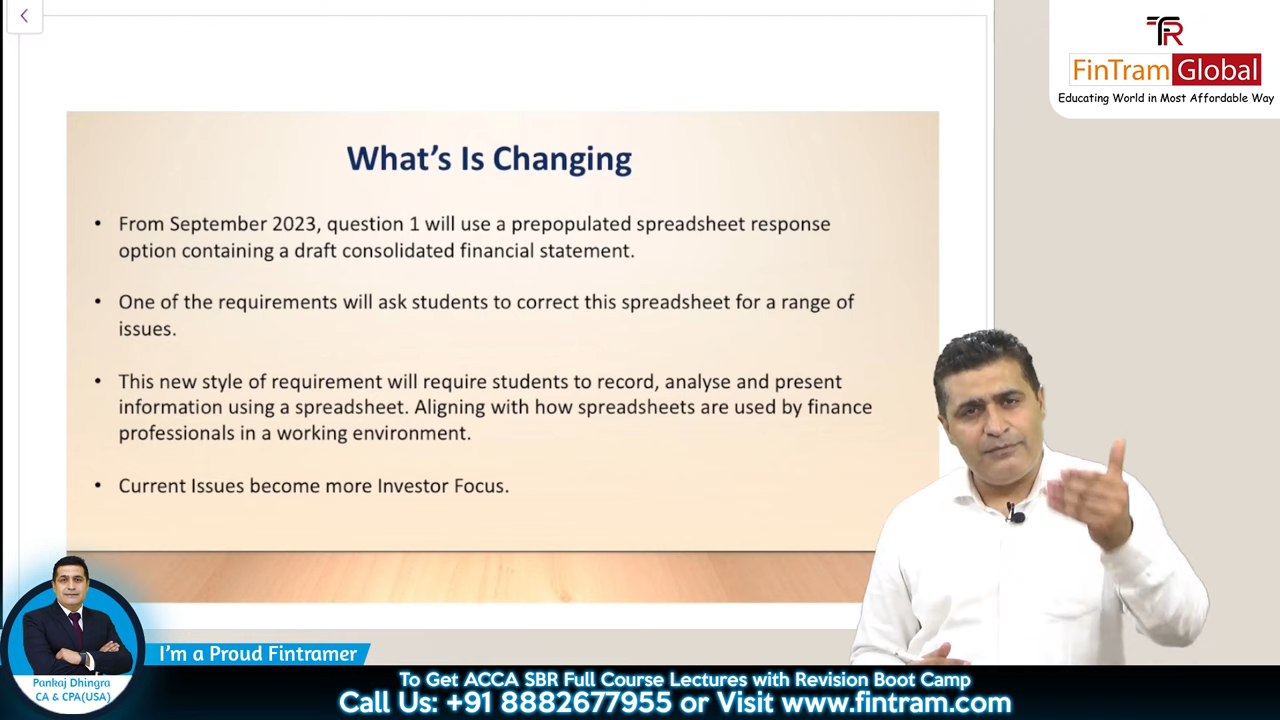 TR
FinTram Global
Educating World in Most Affordable Way
What's Is Changing
• From September 2023, question 1 will use a prepopulated spreadsheet response
option containing a draft consolidated financial statement.
• One of the requirements will ask students to correct this spreadsheet for a range of
issues.
• This new style of requirement will require students to record, analyse and present
information using a spreadsheet. Aligning with how spreadsheets are used by finance
professionals in a working environment.
• Current Issues become more Investor Focus.
I'm a Proud Fintramer
Pankaj Dhingra
CA & CPA(USA)
To Get ACCA SBR Full Course Lectures with Revision Boot Camp
Call Us: +91 8882677955 or Visit www.fintram.com